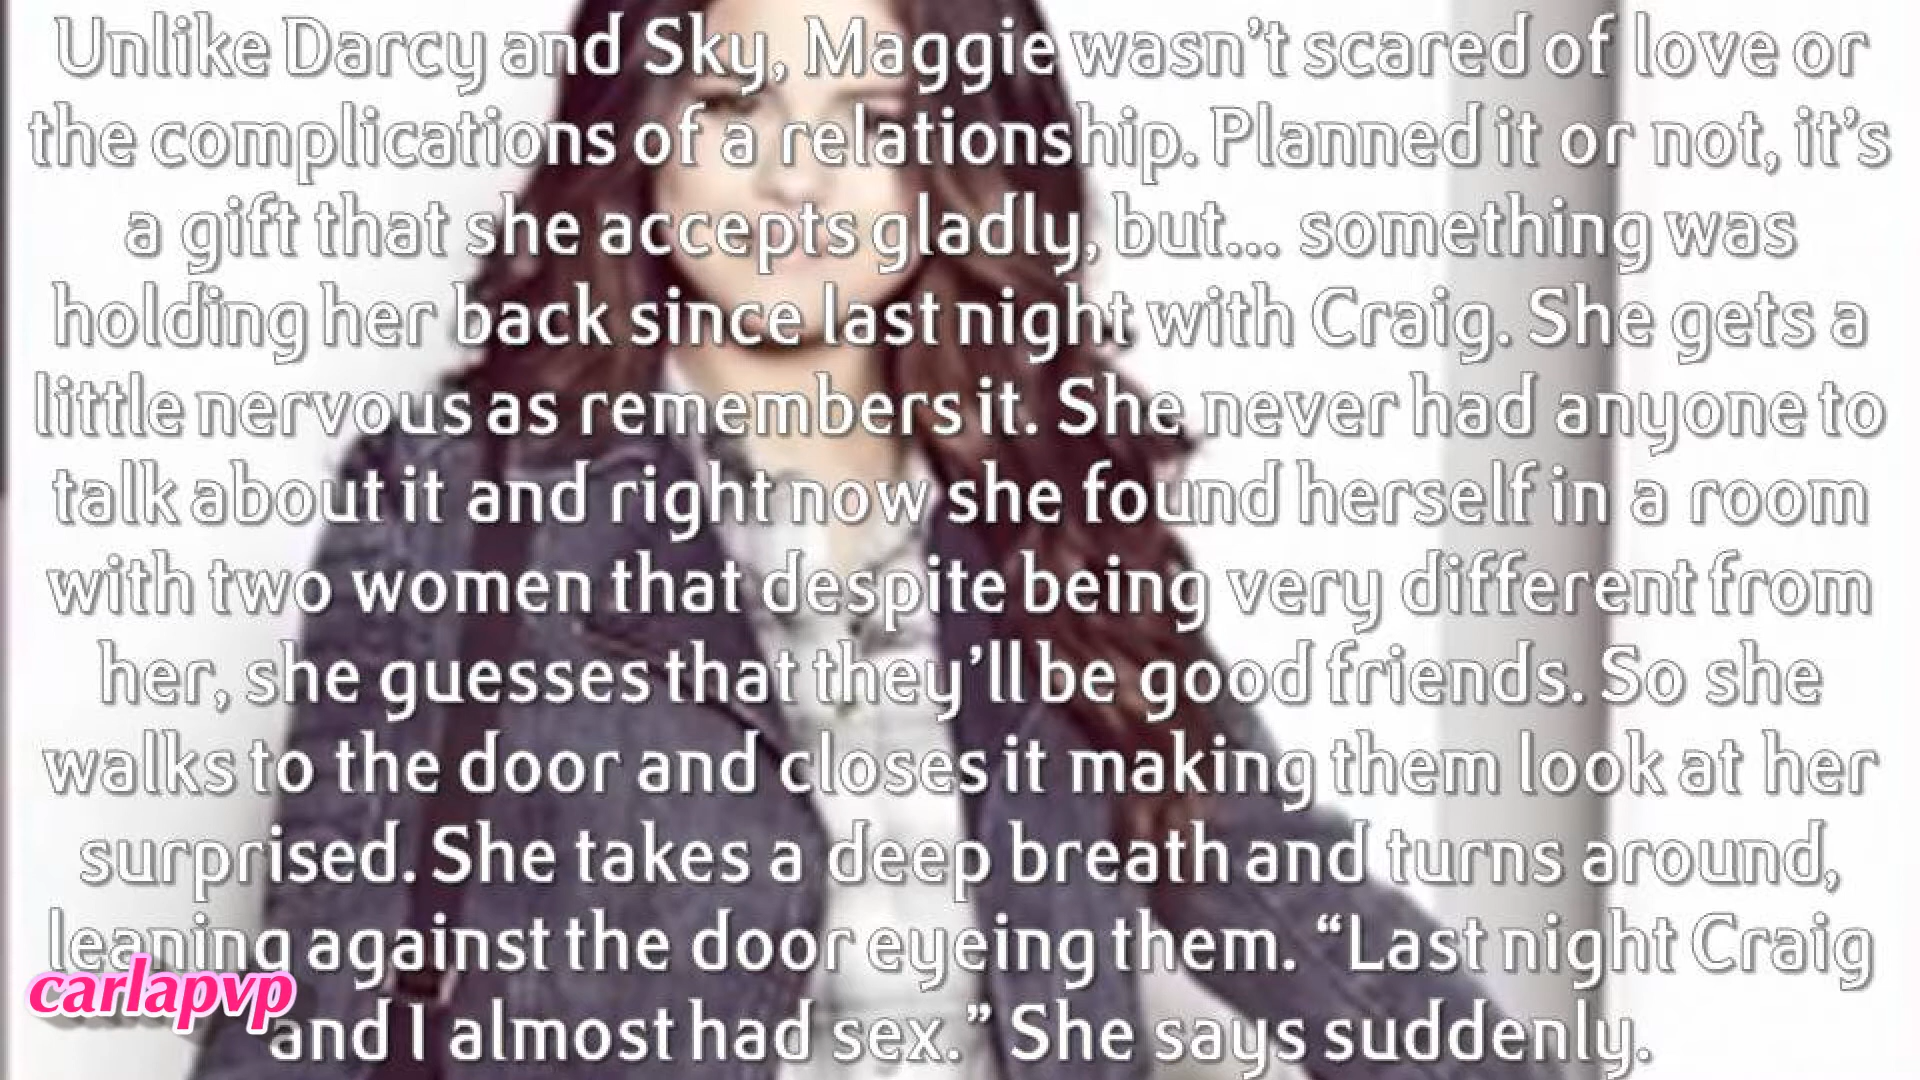 Unlike Darcy and Sky, Maggie wasn't scared of love or
the complications of a relationship. Planned it or not, it's
a gift that she accepts gladly, but... something was
holding her back since last night with Craig. She gets a
little nervous as remembers it. She never had anyone to
talk about it and right now she found herself in a room
with two women that despite being very different from
her, she guesses that they'll be good friends. So she
walks to the door and closes it making them look at her
surprised. She takes a deep breath and turns around,
leaning against the door eyeing them. “Last night Craig
and I almost had sex.” She says suddenly.
carlapvp